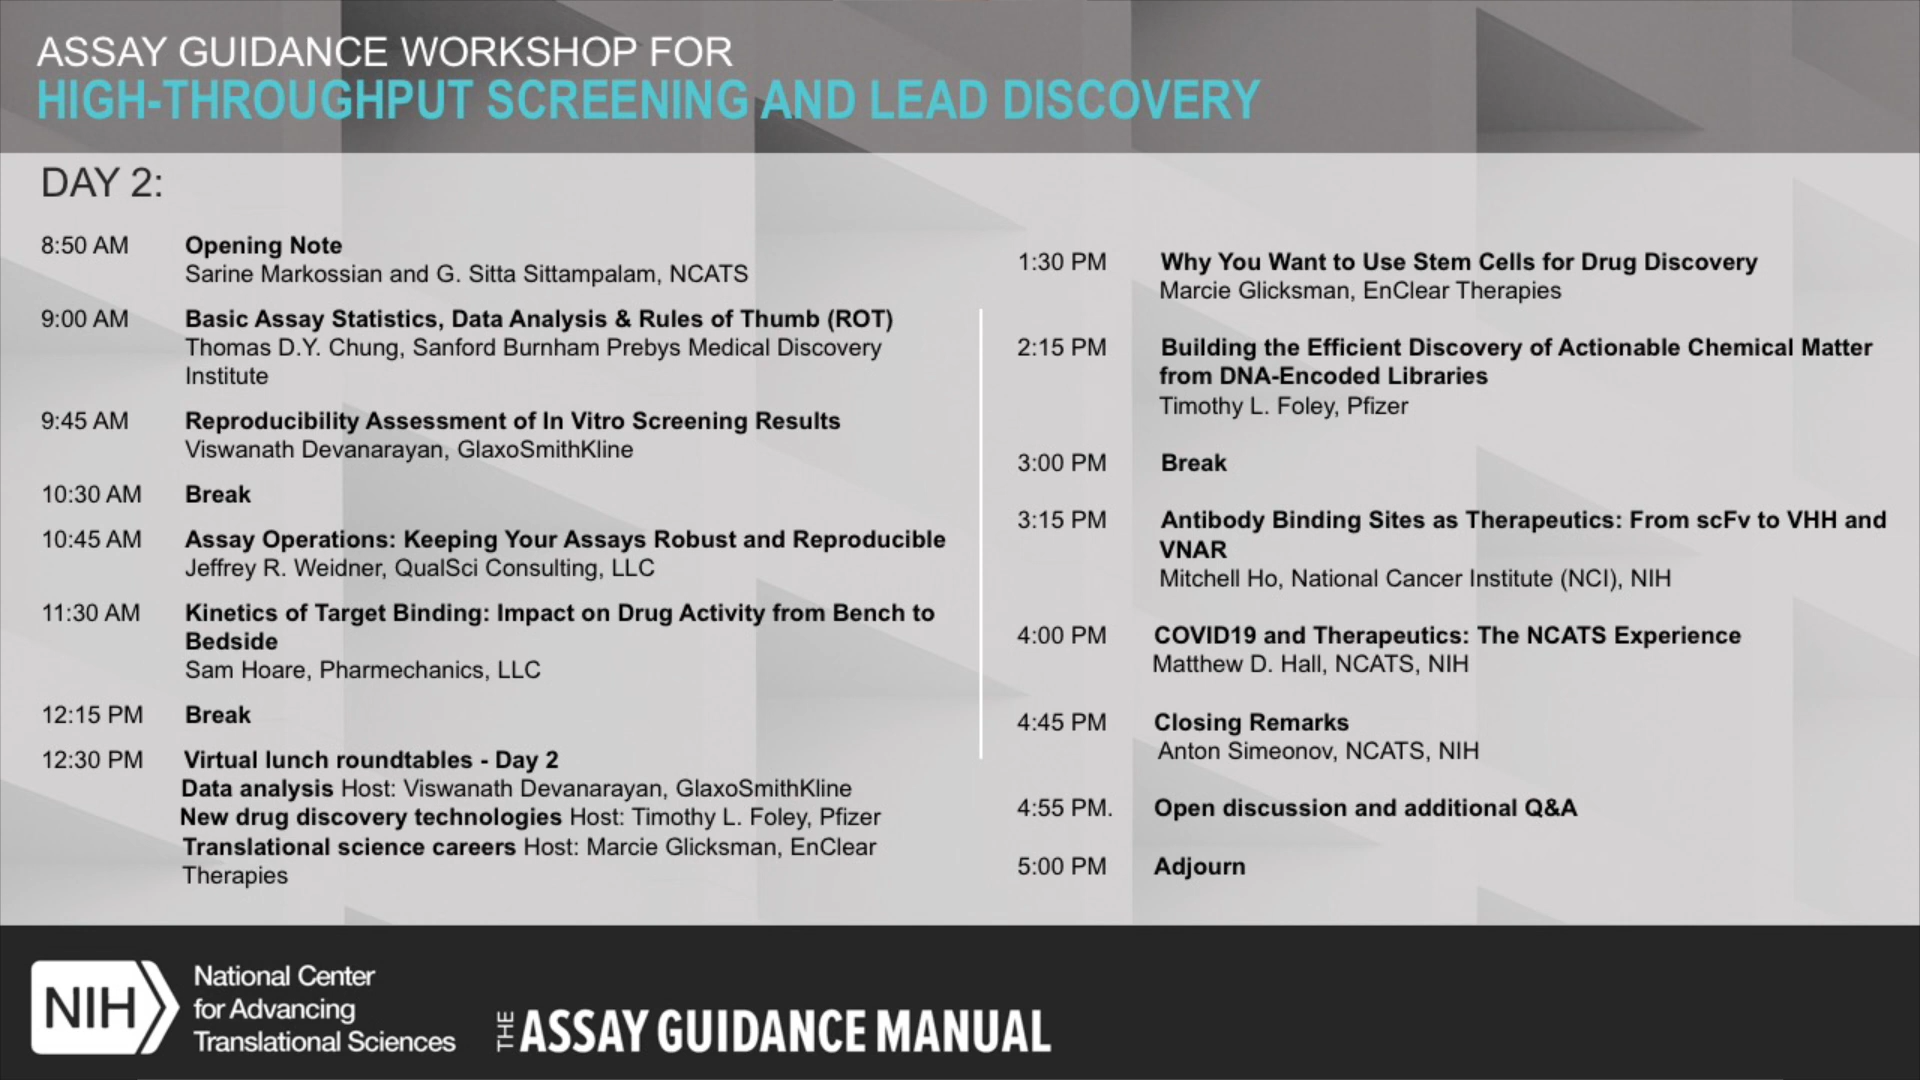 ASSAY GUIDANCE WORKSHOP FOR
HIGH-THROUGHPUT SCREENING AND LEAD DISCOVERY
DAY 2:
8:50 AM Opening Note
Sarine Markossian and G. Sitta Sittampalam, NCATS
9:00 AM Basic Assay Statistics, Data Analysis & Rules of Thumb (ROT)
Thomas D.Y. Chung, Sanford Burnham Prebys Medical Discovery
Institute
9:45 AM Reproducibility Assessment of In Vitro Screening Results
Viswanath Devanarayan, GlaxoSmithKline
10:30 AM Break
10:45 AM Assay Operations: Keeping Your Assays Robust and Reproducible
Jeffrey R. Weidner, QualSci Consulting, LLC
11:30 AM Kinetics of Target Binding: Impact on Drug Activity from Bench to
Bedside
Sam Hoare, Pharmechanics, LLC
12:15 PM Break
12:30 PM Virtual lunch roundtables - Day 2
Data analysis Host: Viswanath Devanarayan, GlaxoSmithKline
New drug discovery technologies Host: Timothy L. Foley, Pfizer
Translational science careers Host: Marcie Glicksman, EnClear
Therapies
1:30 PM Why You Want to Use Stem Cells for Drug Discovery
Marcie Glicksman, EnClear Therapies
2:15 PM Building the Efficient Discovery of Actionable Chemical Matter
from DNA-Encoded Libraries
Timothy L. Foley, Pfizer
3:00 PM Break
3:15 PM Antibody Binding Sites as Therapeutics: From scFv to VHH and
VNAR
Mitchell Ho, National Cancer Institute (NCI), NIH
4:00 PM COVID19 and Therapeutics: The NCATS Experience
Matthew D. Hall, NCATS, NIH
4:45 PM Closing Remarks
Anton Simeonov, NCATS, NIH
4:55 PM. Open discussion and additional Q&A
5:00 PM Adjourn
NIH
National Center
for Advancing
Translational Sciences
THE ASSAY GUIDANCE MANUAL